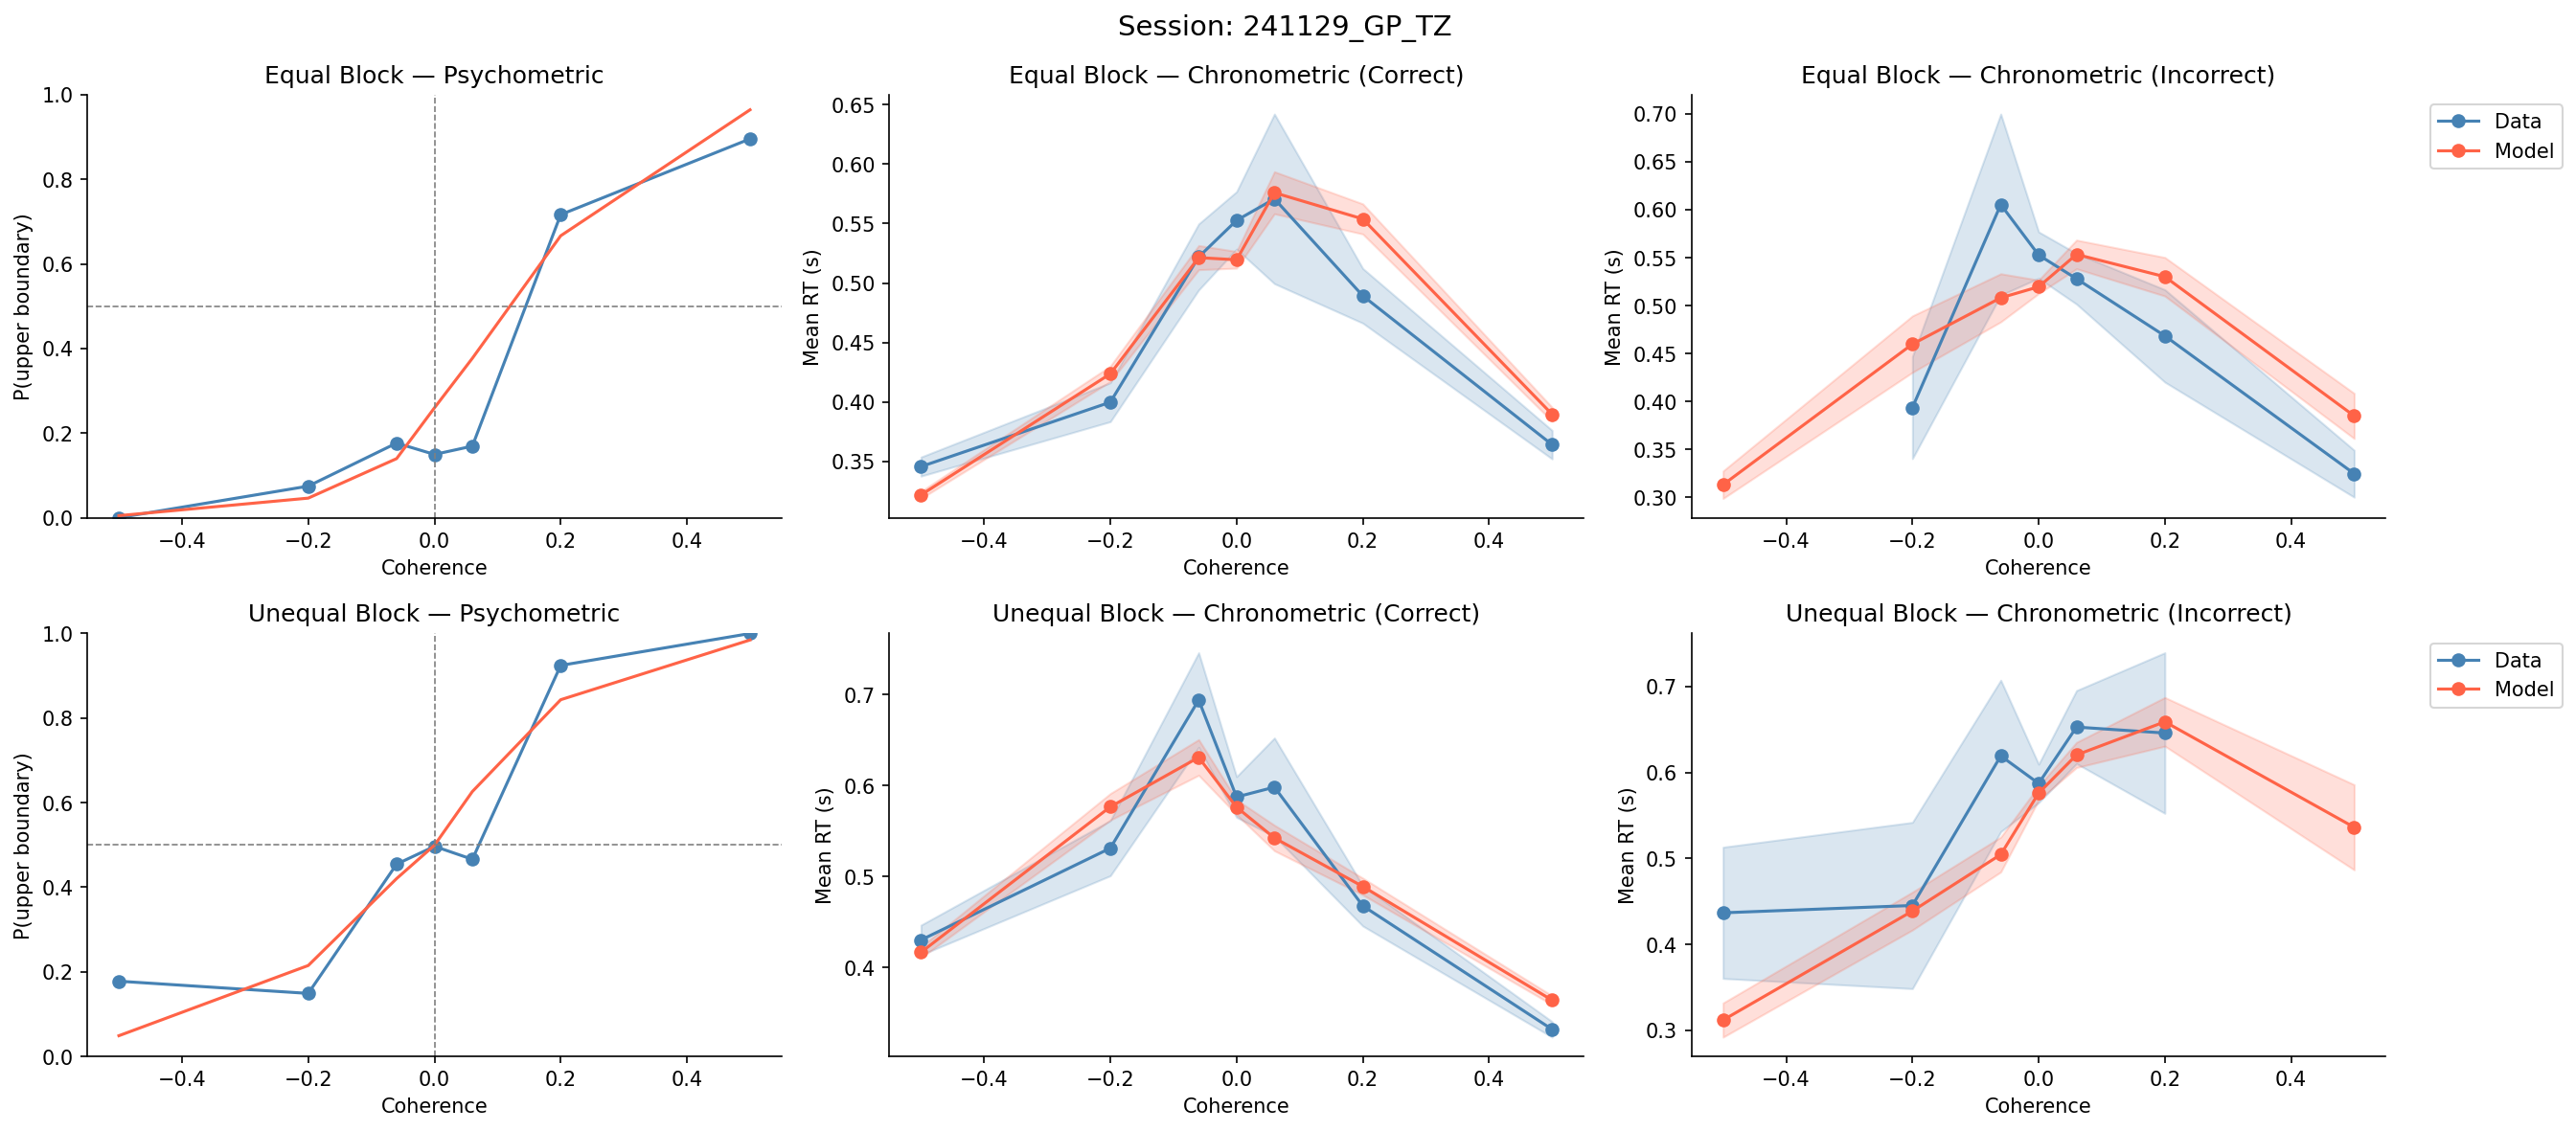 Session: 241129_GP_TZ
Equal Block — Psychometric
P(upper boundary)
1.0
0.8
0.6
0.4
0.2
0.0
−0.4 −0.2 0.0 0.2 0.4
Coherence
Equal Block — Chronometric (Correct)
Mean RT (s)
0.65
0.60
0.55
0.50
0.45
0.40
0.35
−0.4 −0.2 0.0 0.2 0.4
Coherence
Equal Block — Chronometric (Incorrect)
Mean RT (s)
0.70
0.65
0.60
0.55
0.50
0.45
0.40
0.35
0.30
−0.4 −0.2 0.0 0.2 0.4
Coherence
Data
Model
Unequal Block — Psychometric
P(upper boundary)
1.0
0.8
0.6
0.4
0.2
0.0
−0.4 −0.2 0.0 0.2 0.4
Coherence
Unequal Block — Chronometric (Correct)
Mean RT (s)
0.7
0.6
0.5
0.4
−0.4 −0.2 0.0 0.2 0.4
Coherence
Unequal Block — Chronometric (Incorrect)
Mean RT (s)
0.7
0.6
0.5
0.4
0.3
−0.4 −0.2 0.0 0.2 0.4
Coherence
Data
Model